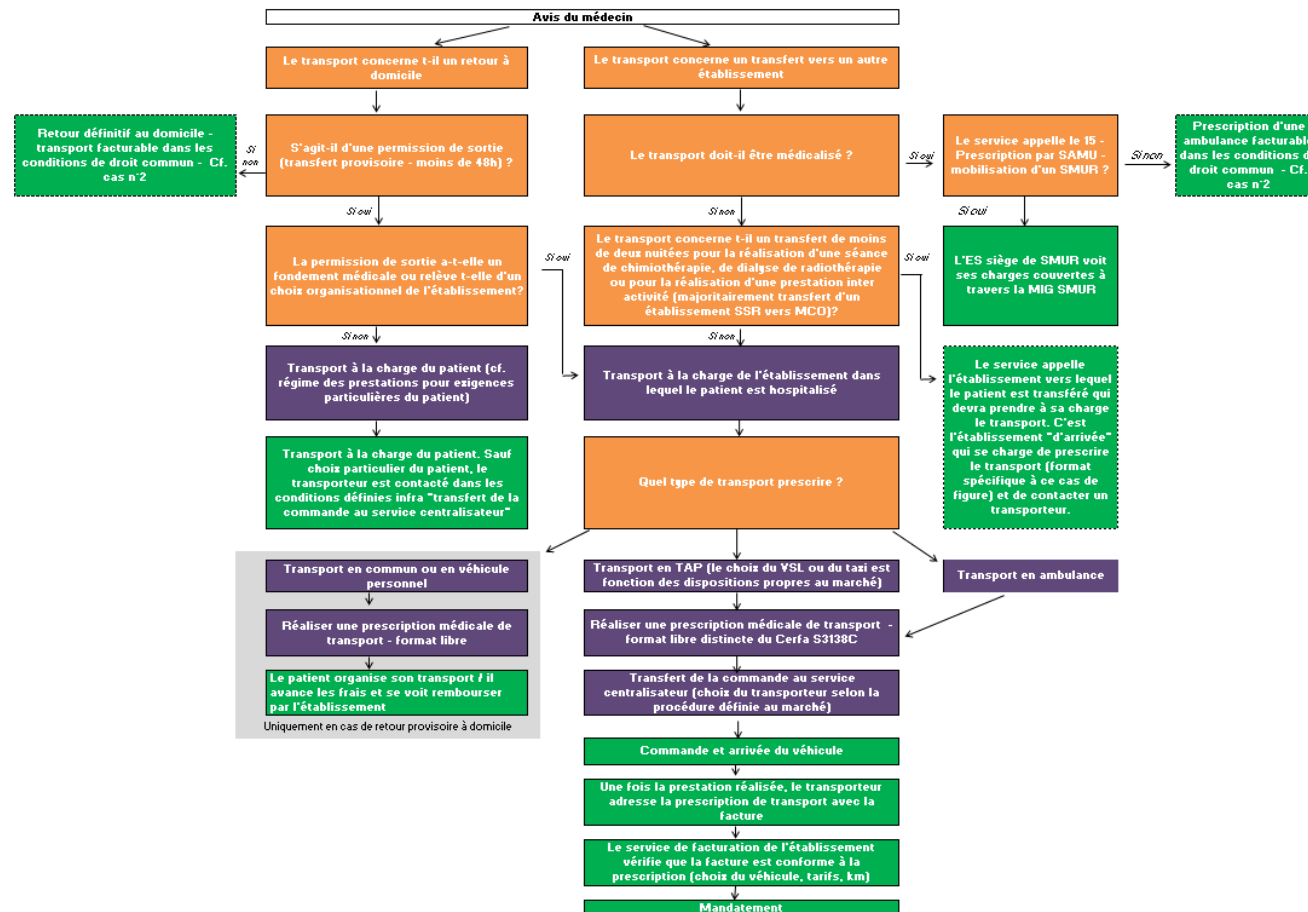 Avis du médecin
Le transport concerne t-il un retour à
domicile
Le transport concerne un transfert vers un autre
établissement
Retour définitif au domicile -
transport facturable dans les
conditions de droit commun - Cf.
cas n°2
Si
non
S'agit-il d'une permission de sortie
(transfert provisoire - moins de 48h) ?
Le transport doit-il être médicalisé ?
Si oui
Le service appelle le 15 -
Prescription par SAMU -
mobilisation d'un SMUR ?
Si non
Prescription d'une
ambulance facturable
dans les conditions de
droit commun - Cf.
cas n°2
Si oui
Si non
Si oui
La permission de sortie a-t-elle un
fondement médicale ou relève t-elle d'un
choix organisationnel de l'établissement?
Si oui
Le transport concerne t-il un transfert de moins
de deux nuitées pour la réalisation d'une séance
de chimiothérapie, de dialyse de radiothérapie
ou pour la réalisation d'une prestation inter
activité (majoritairement transfert d'un
établissement SSR vers MCO)?
Si oui
L'ES siège de SMUR voit
ses charges couvertes à
travers la MIG SMUR
Si non
Si non
Transport à la charge du patient (cf.
régime des prestations pour exigences
particulières du patient)
Transport à la charge de l'établissement dans
lequel le patient est hospitalisé
Le service appelle
l'établissement vers lequel
le patient est transféré qui
devra prendre à sa charge
le transport. C'est
l'établissement "d'arrivée"
qui se charge de prescrire
le transport (format
spécifique à ce cas de
figure) et de contacter un
transporteur.
Transport à la charge du patient. Sauf
choix particulier du patient, le
transporteur est contacté dans les
conditions définies infra "transfert de la
commande au service centralisateur"
Quel type de transport prescrire ?
Transport en commun ou en véhicule
personnel
Transport en TAP (le choix du VSL ou du taxi est
fonction des dispositions propres au marché)
Transport en ambulance
Réaliser une prescription médicale de
transport - format libre
Réaliser une prescription médicale de transport -
format libre distincte du Cerfa S3138C
Le patient organise son transport / il
avance les frais et se voit rembourser
par l'établissement
Transfert de la commande au service
centralisateur (choix du transporteur selon la
procédure définie au marché)
Uniquement en cas de retour provisoire à domicile
Commande et arrivée du véhicule
Une fois la prestation réalisée, le transporteur
adresse la prescription de transport avec la
facture
Le service de facturation de l'établissement
vérifie que la facture est conforme à la
prescription (choix du véhicule, tarifs, km)
Mandatement